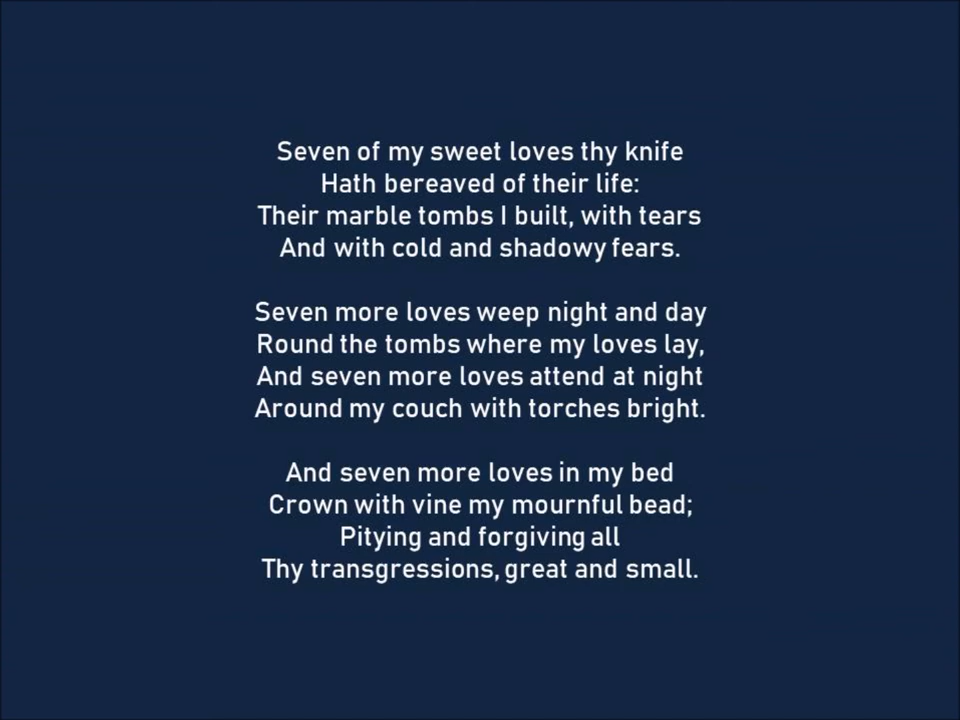 Seven of my sweet loves thy knife
Hath bereaved of their life:
Their marble tombs I built, with tears
And with cold and shadowy fears.
Seven more loves weep night and day
Round the tombs where my loves lay,
And seven more loves attend at night
Around my couch with torches bright.
And seven more loves in my bed
Crown with vine my mournful bead;
Pitying and forgiving all
Thy transgressions, great and small.